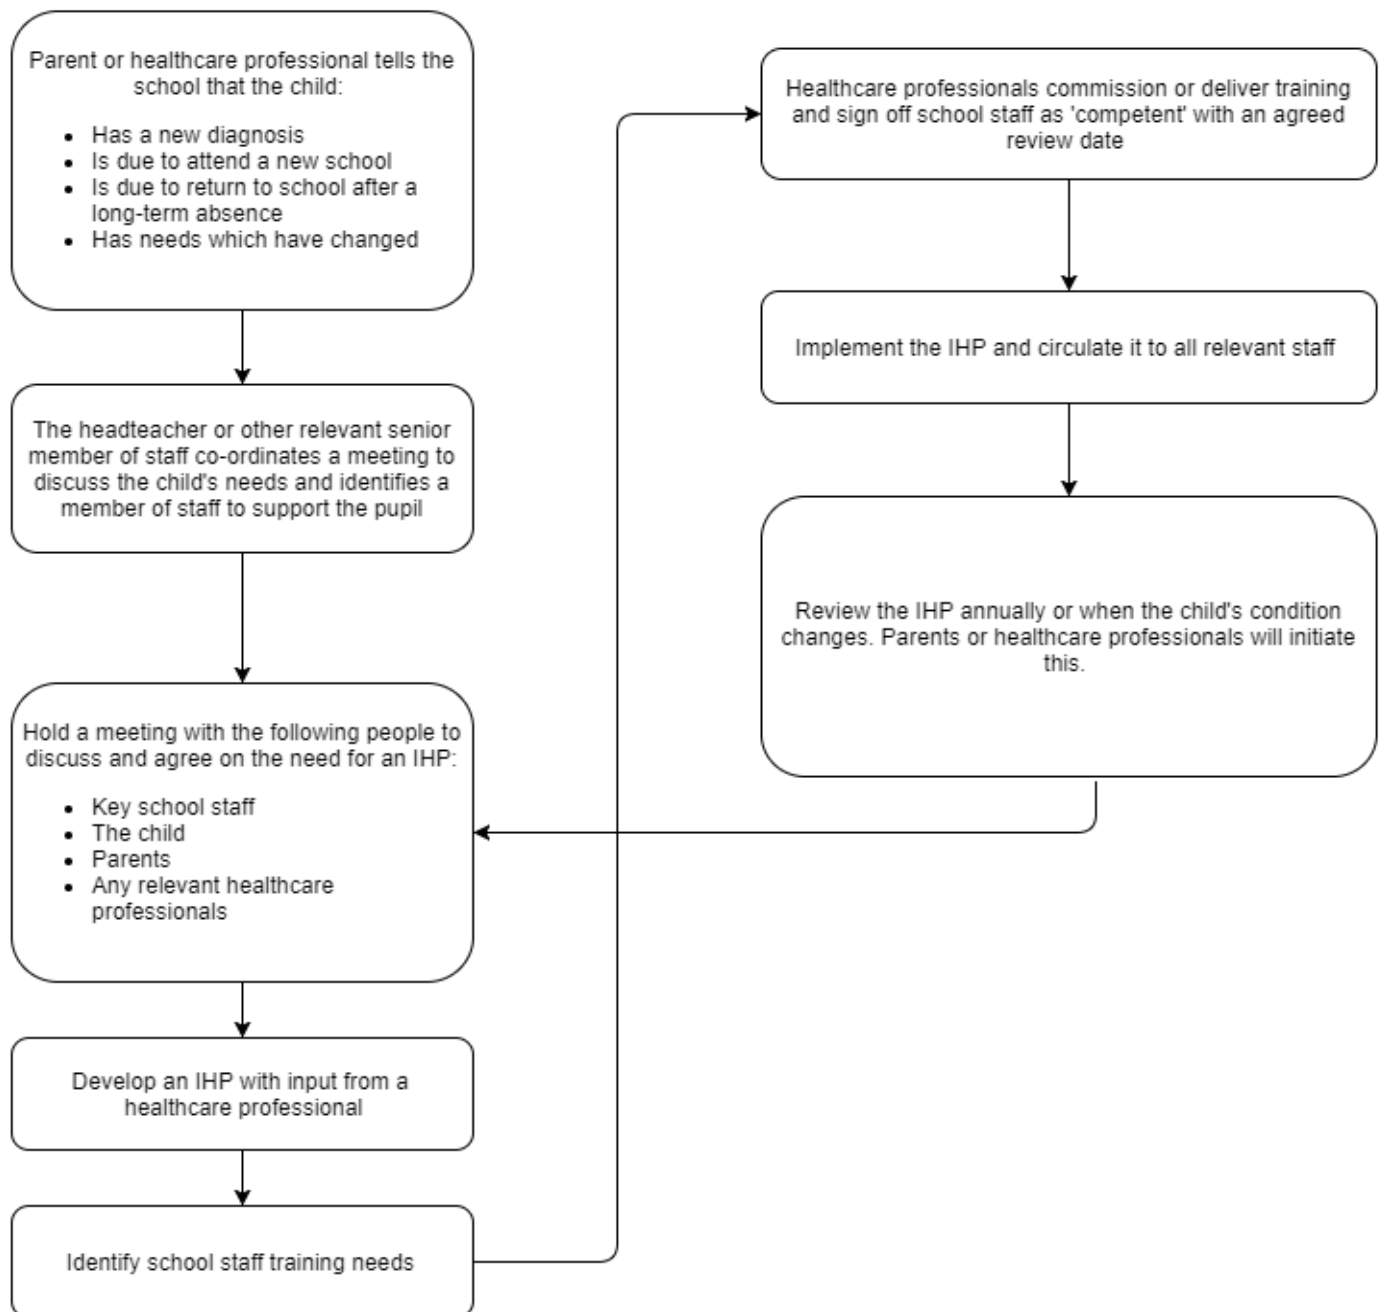 Parent or healthcare professional tells the
school that the child:
• Has a new diagnosis
• Is due to attend a new school
• Is due to return to school after a
long-term absence
• Has needs which have changed
The headteacher or other relevant senior
member of staff co-ordinates a meeting to
discuss the child's needs and identifies a
member of staff to support the pupil
Hold a meeting with the following people to
discuss and agree on the need for an IHP:
• Key school staff
• The child
• Parents
• Any relevant healthcare
professionals
Develop an IHP with input from a
healthcare professional
Identify school staff training needs
Healthcare professionals commission or deliver training
and sign off school staff as 'competent' with an agreed
review date
Implement the IHP and circulate it to all relevant staff
Review the IHP annually or when the child's condition
changes. Parents or healthcare professionals will initiate
this.